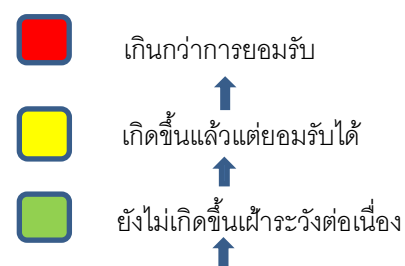 เกินกว่าการยอมรับ
เกิดขึ้นแล้วแต่ยอมรับได้
ยังไม่เกิดขึ้นเฝ้าระวังต่อเนื่อง